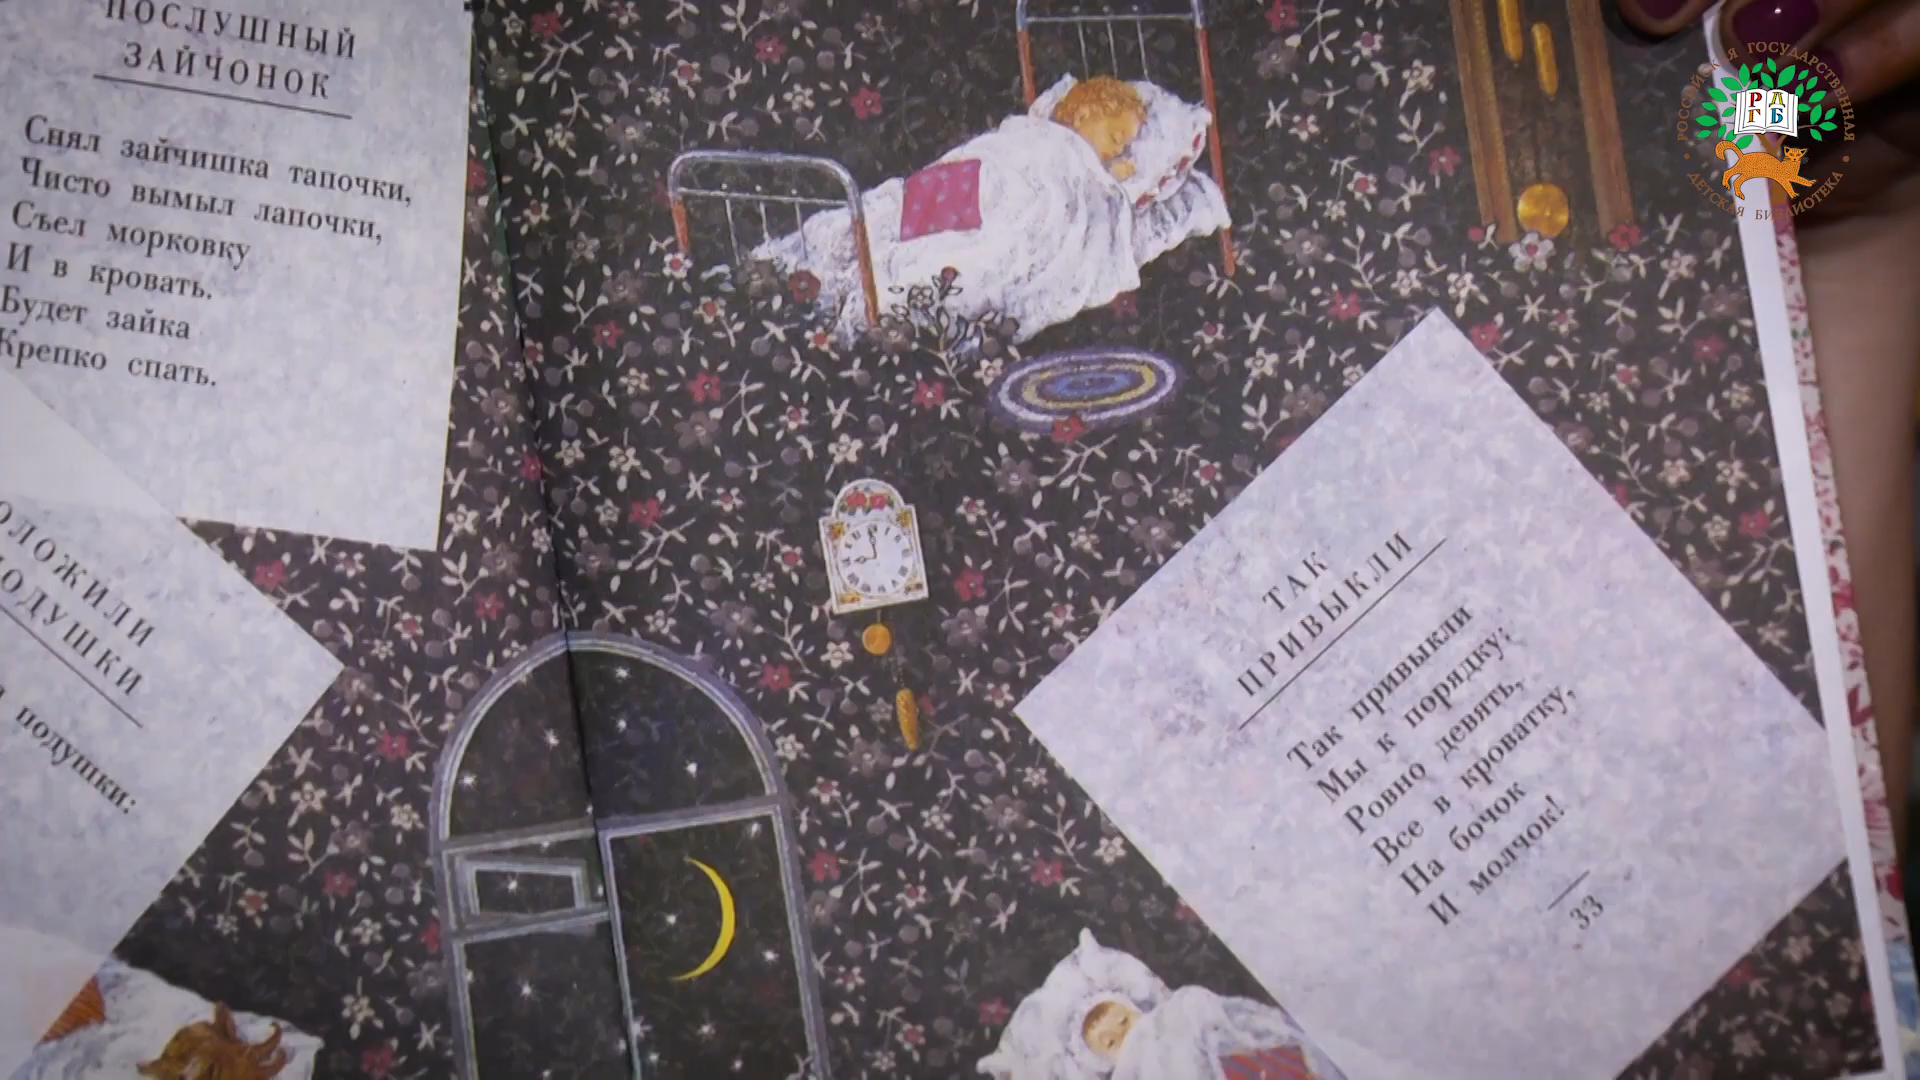 ПОСЛУШНЫЙ
ЗАЙЧОНОК
Снял зайчишка тапочки,
Чисто вымыл лапочки,
Съел морковку
И в кровать.
Будет зайка
Крепко спать.
ПОДУШКИ
подушки:
ТАК
ПРИВЫКЛИ
Так привыкли
Мы к порядку:
Ровно девять,
Все в кроватку,
На бочок
И молчок!
33
РОССИЙСКАЯ ГОСУДАРСТВЕННАЯ
ДЕТСКАЯ БИБЛИОТЕКА
РГДБ